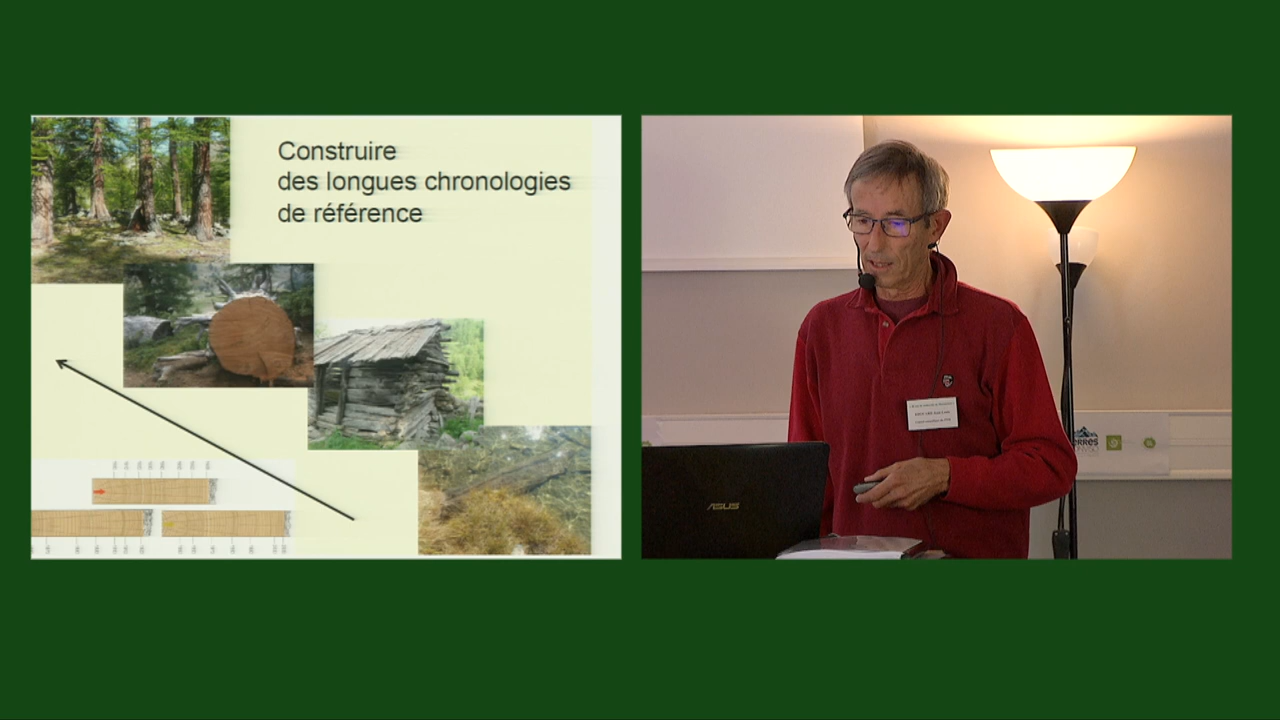 Construire
des longues chronologies
de référence
ASUS